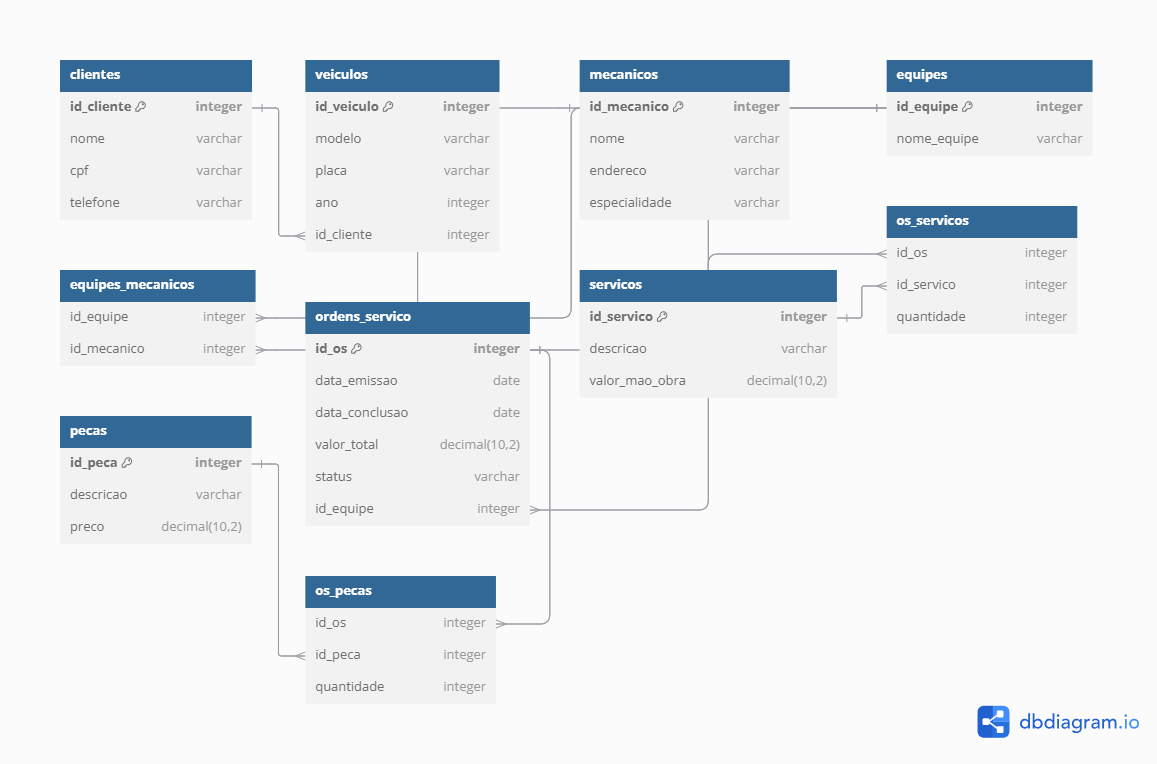 clientes
id_cliente integer
nome varchar
cpf varchar
telefone varchar
veiculos
id_veiculo integer
modelo varchar
placa varchar
ano integer
id_cliente integer
mecanicos
id_mecanico integer
nome varchar
endereco varchar
especialidade varchar
equipes
id_equipe integer
nome_equipe varchar
os_servicos
id_os integer
id_servico integer
quantidade integer
equipes_mecanicos
id_equipe integer
id_mecanico integer
ordens_servico
id_os integer
data_emissao date
data_conclusao date
valor_total decimal(10,2)
status varchar
id_equipe integer
servicos
id_servico integer
descricao varchar
valor_mao_obra decimal(10,2)
pecas
id_peca integer
descricao varchar
preco decimal(10,2)
os_pecas
id_os integer
id_peca integer
quantidade integer
dbdiagram.io